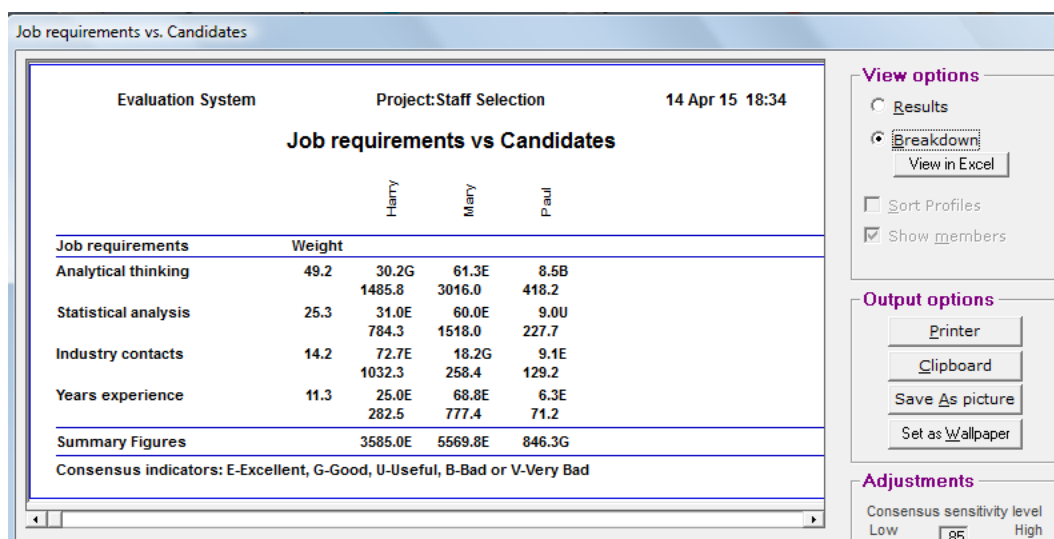 Job requirements vs. Candidates
Evaluation System Project:Staff Selection 14 Apr 15 18:34
Job requirements vs Candidates
Harry Mary Paul
Job requirements Weight
Analytical thinking 49.2 30.2G 61.3E 8.5B
1485.8 3016.0 418.2
Statistical analysis 25.3 31.0E 60.0E 9.0U
784.3 1518.0 227.7
Industry contacts 14.2 72.7E 18.2G 9.1E
1032.3 258.4 129.2
Years experience 11.3 25.0E 68.8E 6.3E
282.5 777.4 71.2
Summary Figures 3585.0E 5569.8E 846.3G
Consensus indicators: E-Excellent, G-Good, U-Useful, B-Bad or V-Very Bad
View options
Results
Breakdown
View in Excel
Sort Profiles
Show members
Output options
Printer
Clipboard
Save As picture
Set as Wallpaper
Adjustments
Consensus sensitivity level
Low 85 High